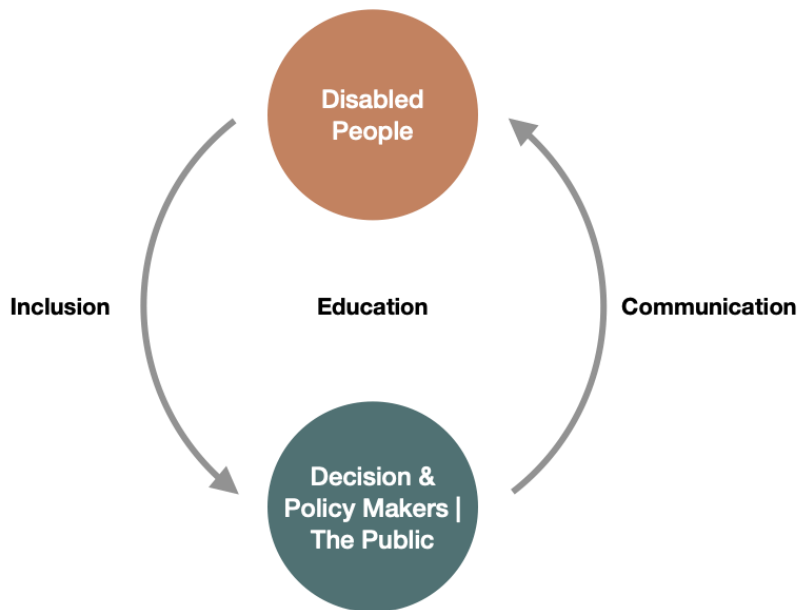 Disabled
People
Inclusion
Education
Communication
Decision &
Policy Makers |
The Public